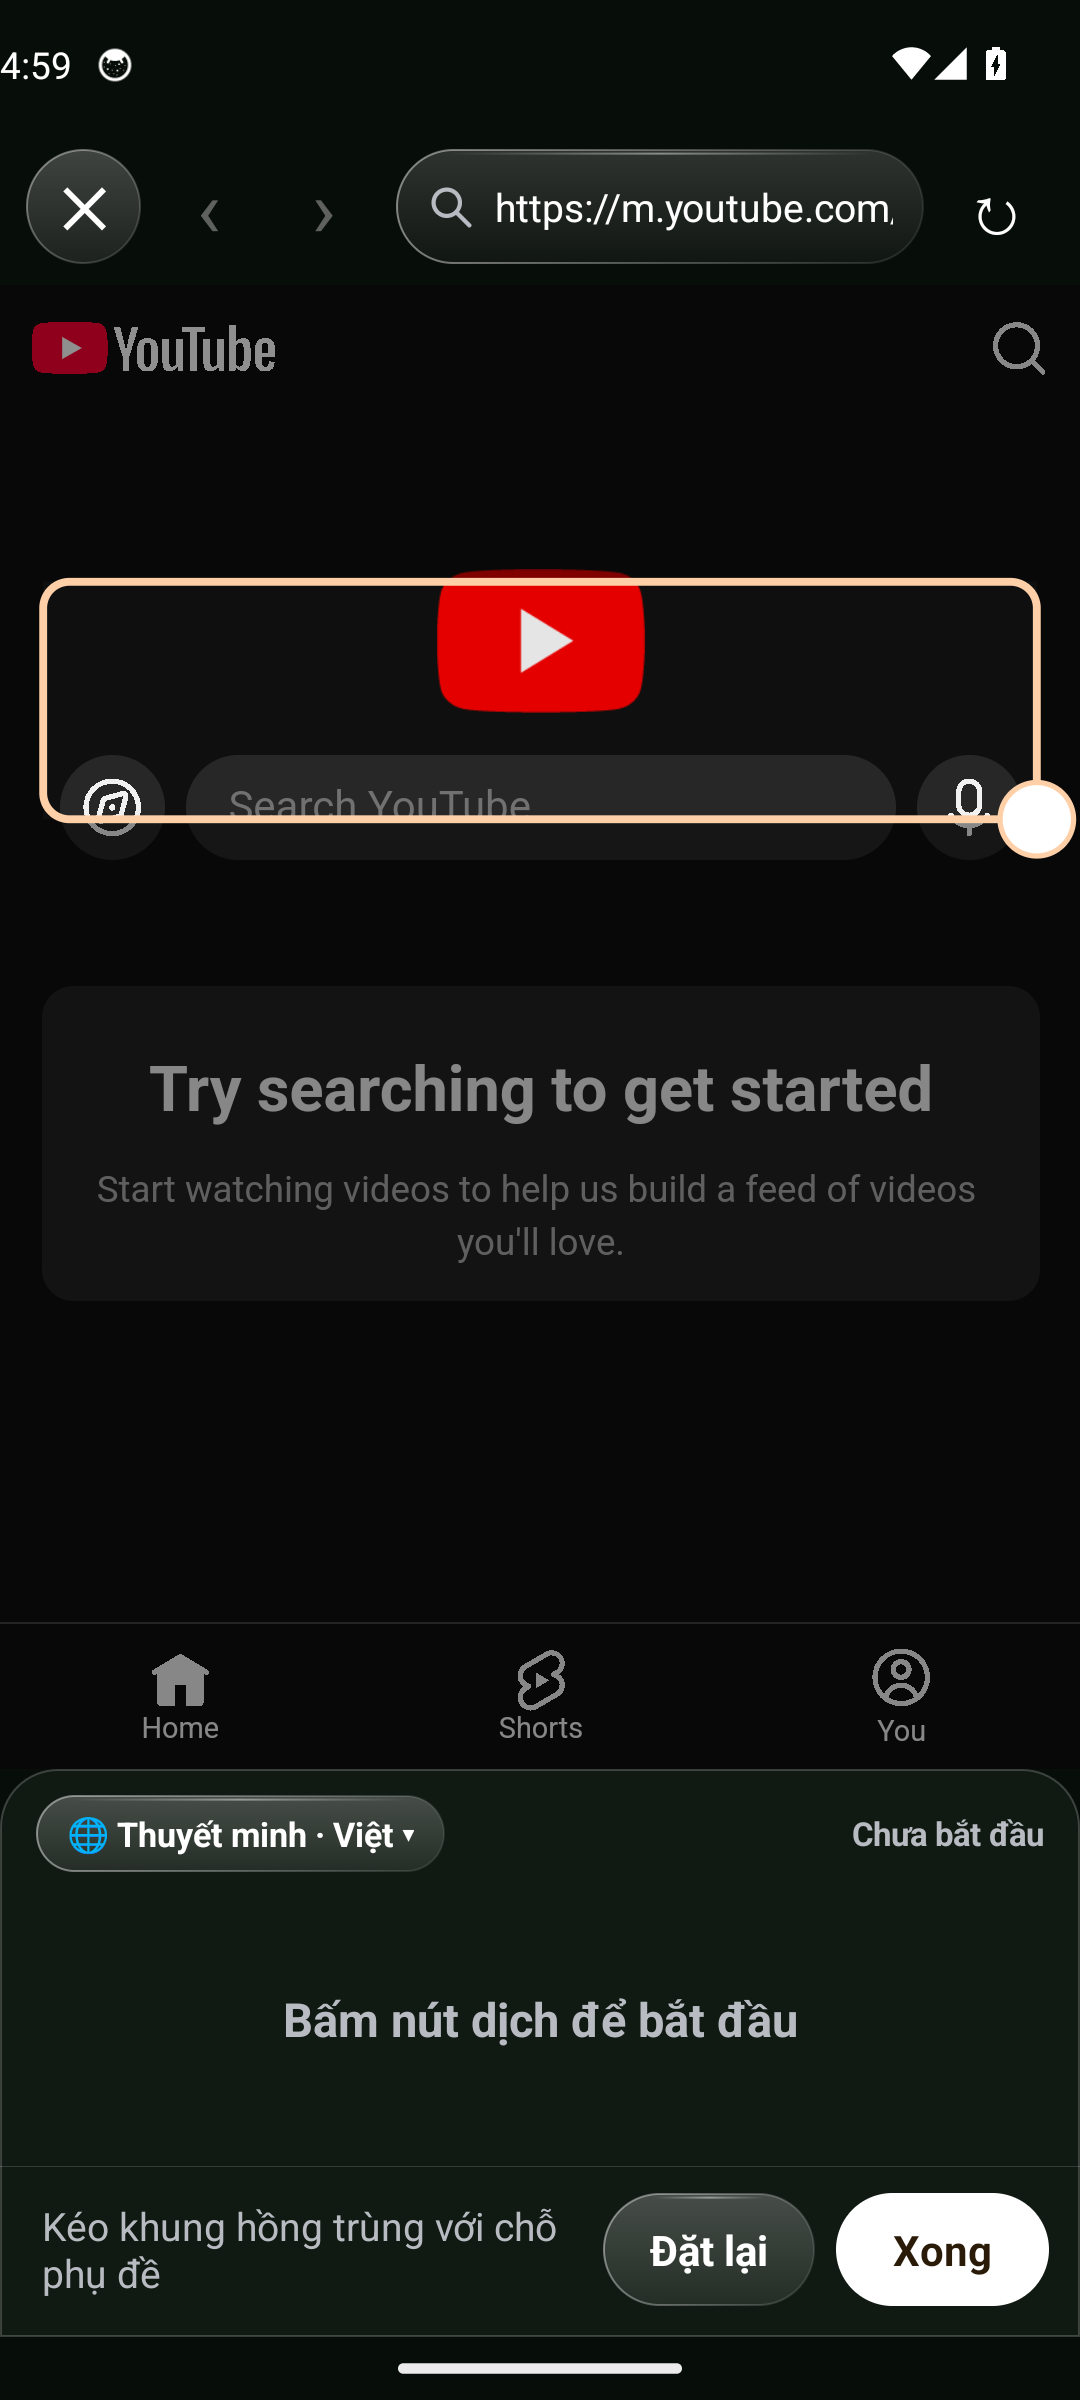 4:59
https://m.youtube.com/
YouTube
Search YouTube
Try searching to get started
Start watching videos to help us build a feed of videos
you'll love.
Home
Shorts
You
Thuyết minh · Việt ▾
Chưa bắt đầu
Bấm nút dịch để bắt đầu
Kéo khung hồng trùng với chỗ
phụ đề
Đặt lại
Xong